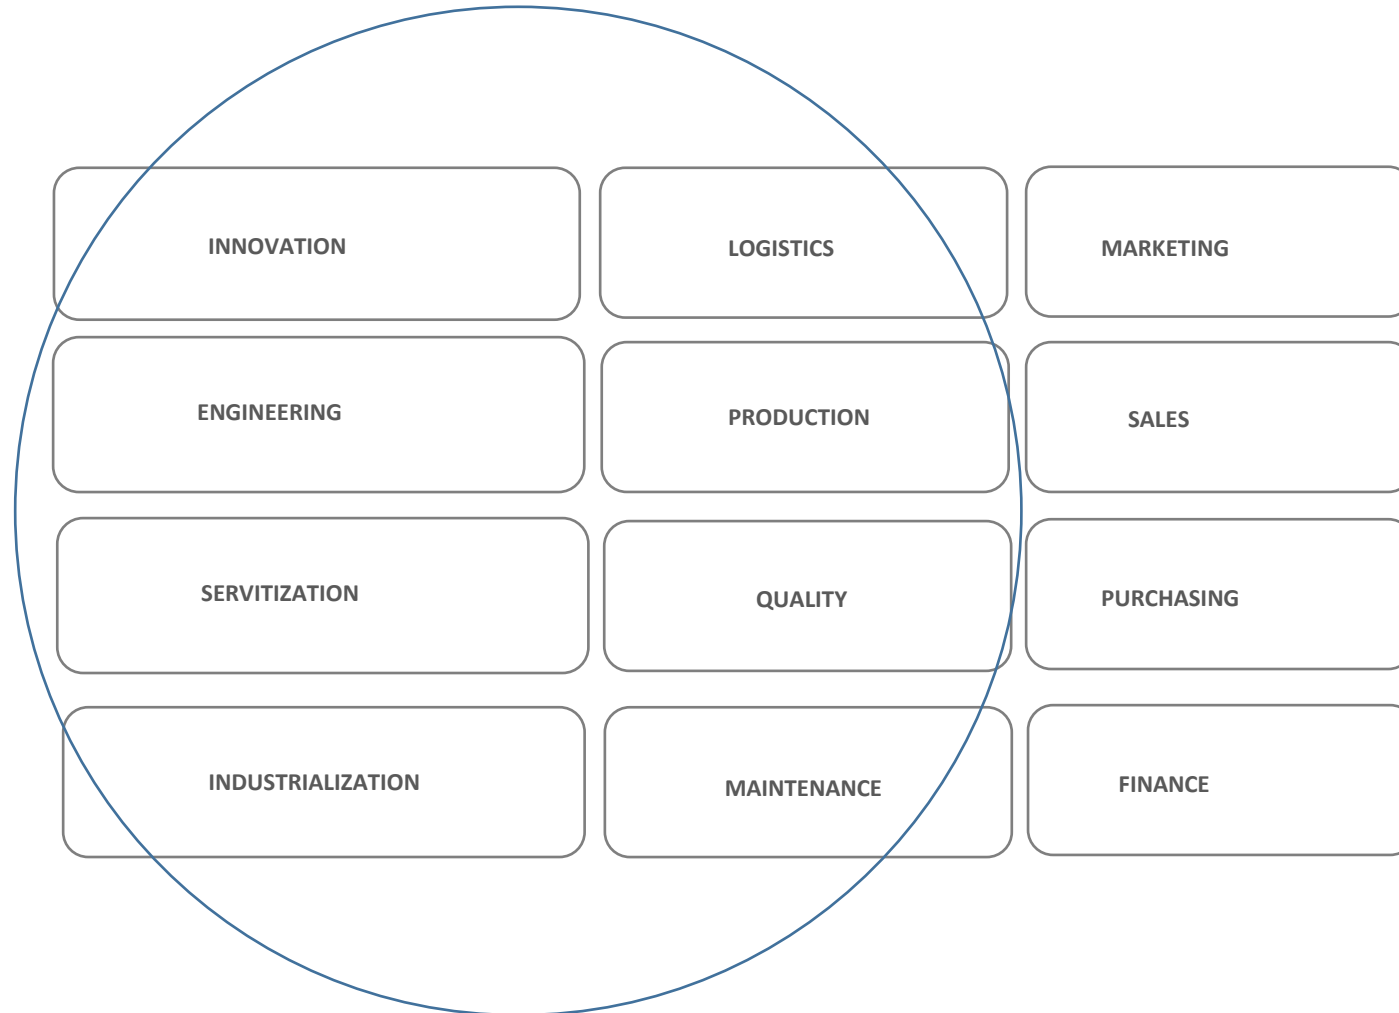 INNOVATION
LOGISTICS
MARKETING
ENGINEERING
PRODUCTION
SALES
SERVITIZATION
QUALITY
PURCHASING
INDUSTRIALIZATION
MAINTENANCE
FINANCE